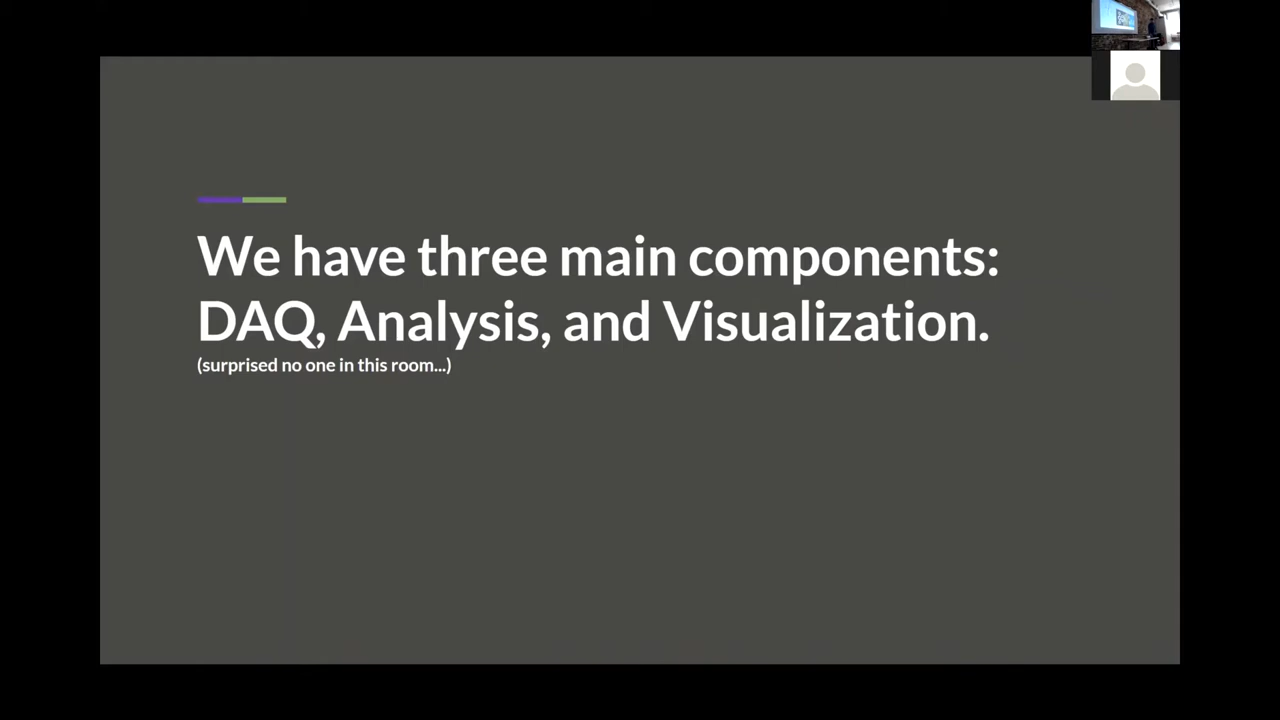 We have three main components:
DAQ, Analysis, and Visualization.
(surprised no one in this room...)